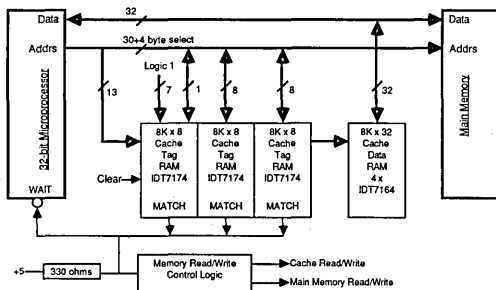 32
Data
Data
30+4 byte select
Addrs
Addrs
Logic 1
13
7
1
8
8
32
32-bit Microprocessor
Main Memory
8K x 8
Cache
Tag
RAM
IDT7174
MATCH
8K x 8
Cache
Tag
RAM
IDT7174
MATCH
8K x 8
Cache
Tag
RAM
IDT7174
MATCH
8K x 32
Cache
Data
RAM
4 x
IDT7164
Clear
WAIT
+5
330 ohms
Memory Read/Write
Control Logic
Cache Read/Write
Main Memory Read/Write